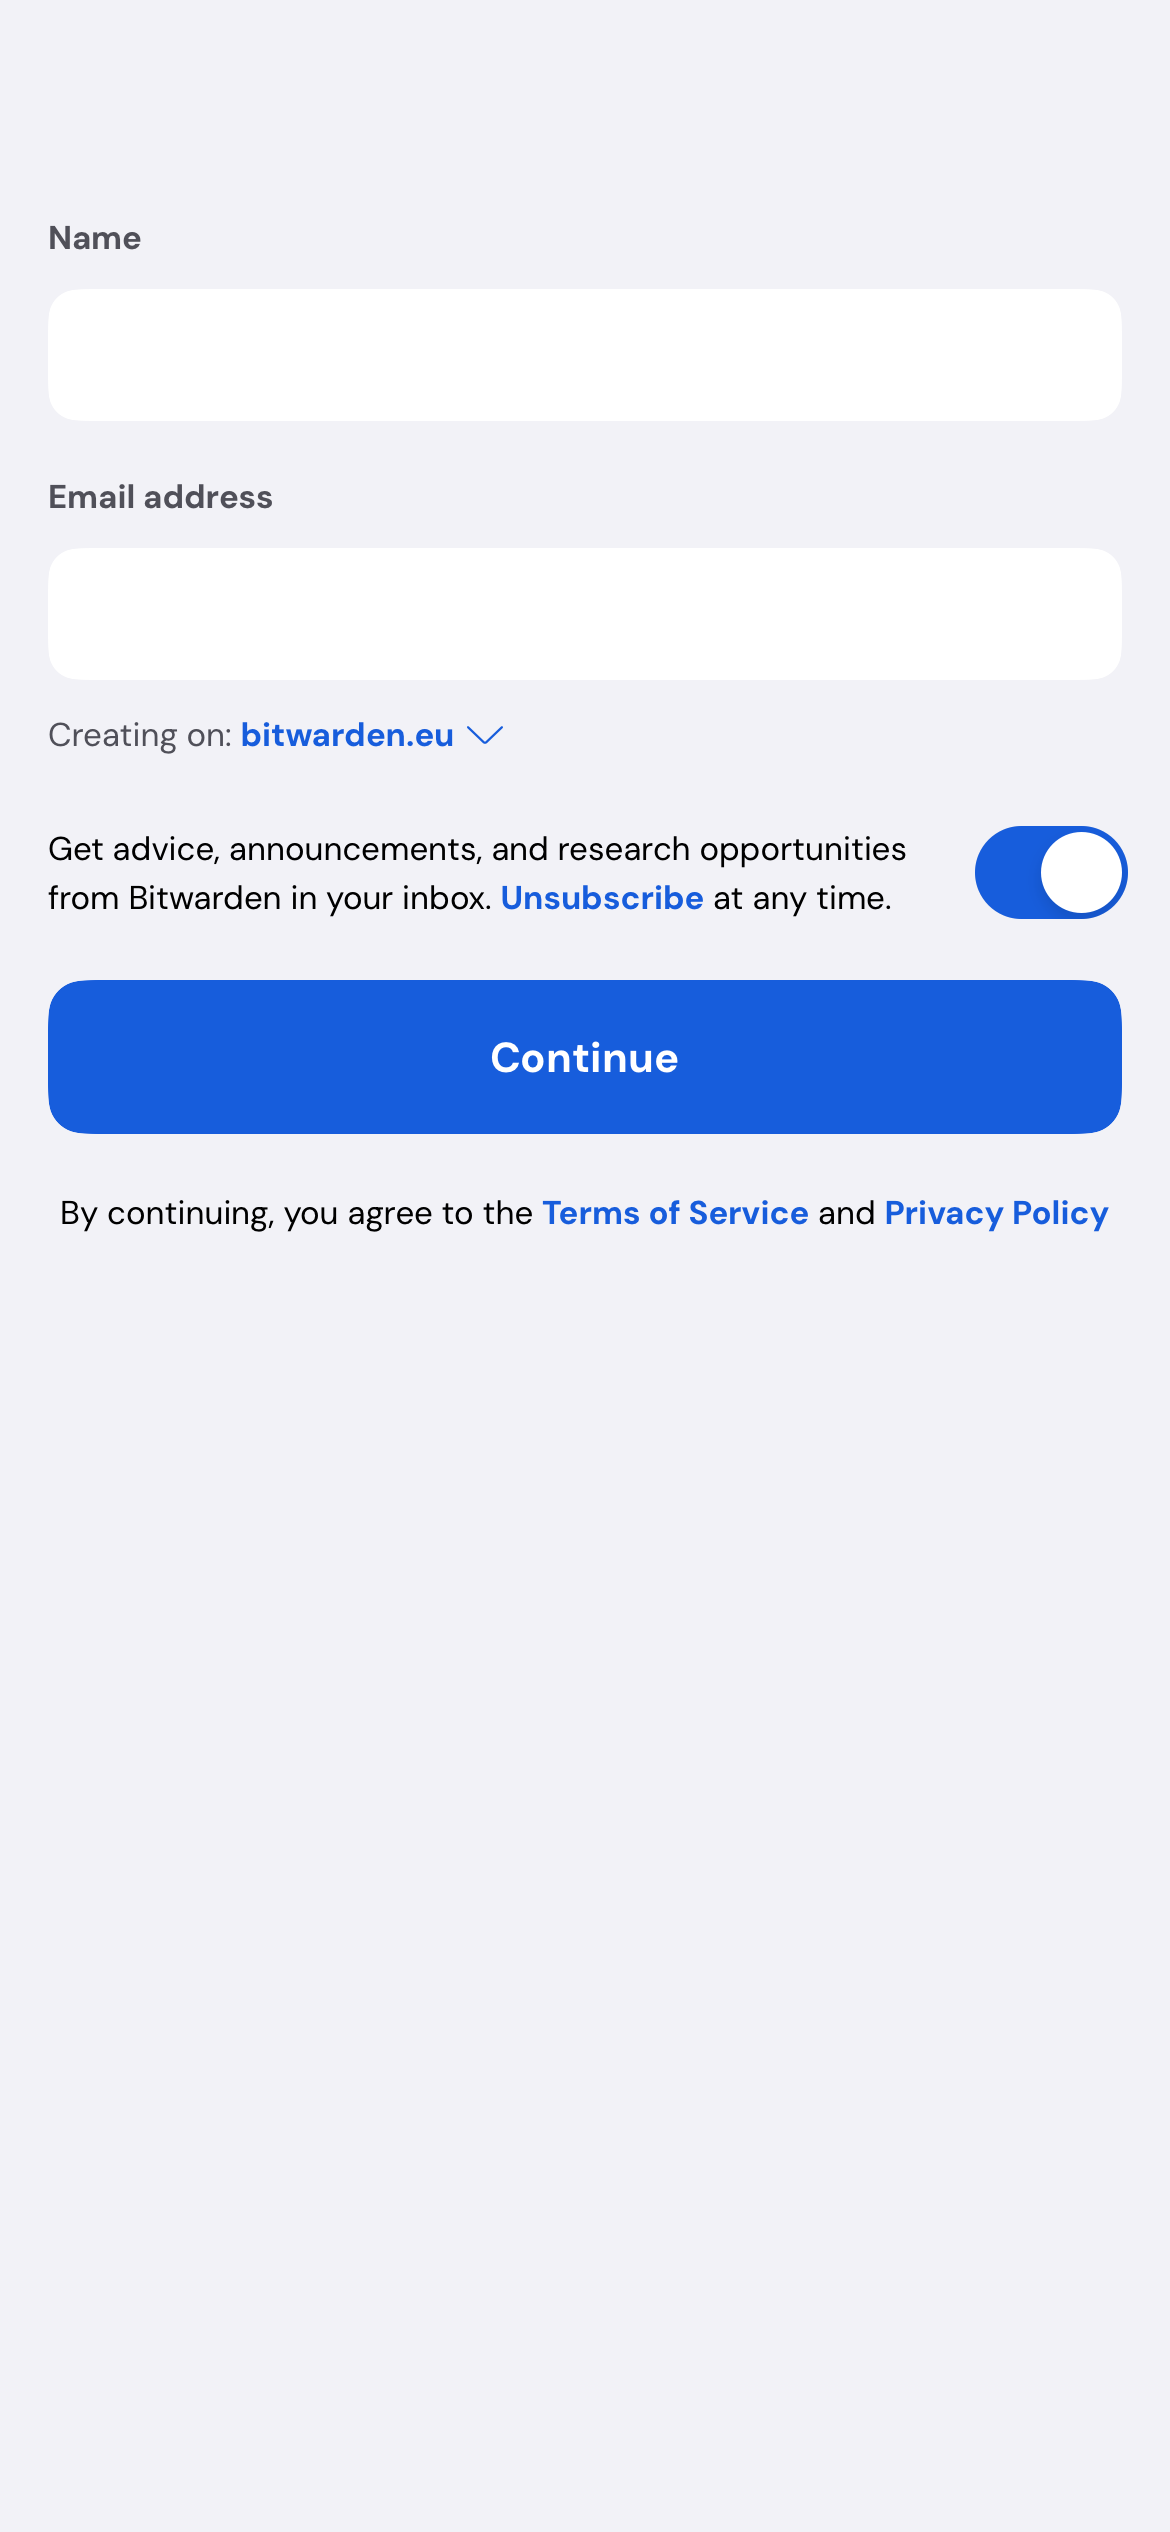 Name
Email address
Creating on: bitwarden.eu
Get advice, announcements, and research opportunities
from Bitwarden in your inbox. Unsubscribe at any time.
Continue
By continuing, you agree to the Terms of Service and Privacy Policy